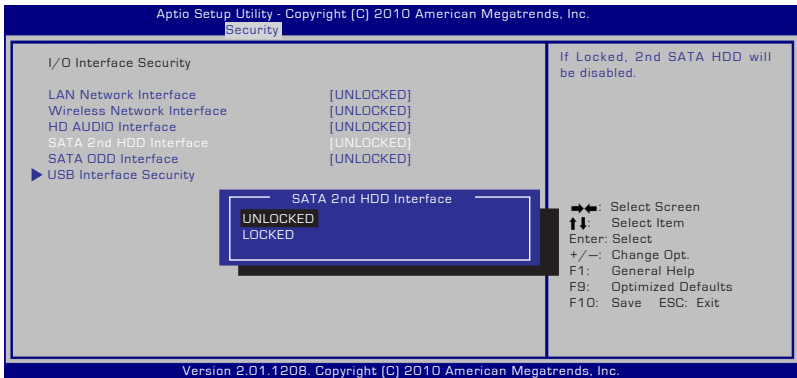 Aptio Setup Utility - Copyright (C) 2010 American Megatrends, Inc.
Security
I/O Interface Security
LAN Network Interface [UNLOCKED]
Wireless Network Interface [UNLOCKED]
HD AUDIO Interface [UNLOCKED]
SATA 2nd HDD Interface [UNLOCKED]
SATA ODD Interface [UNLOCKED]
USB Interface Security
SATA 2nd HDD Interface
UNLOCKED
LOCKED
If Locked, 2nd SATA HDD will
be disabled.
→←: Select Screen
↑↓: Select Item
Enter: Select
+/—: Change Opt.
F1: General Help
F9: Optimized Defaults
F10: Save ESC: Exit
Version 2.01.1208. Copyright (C) 2010 American Megatrends, Inc.